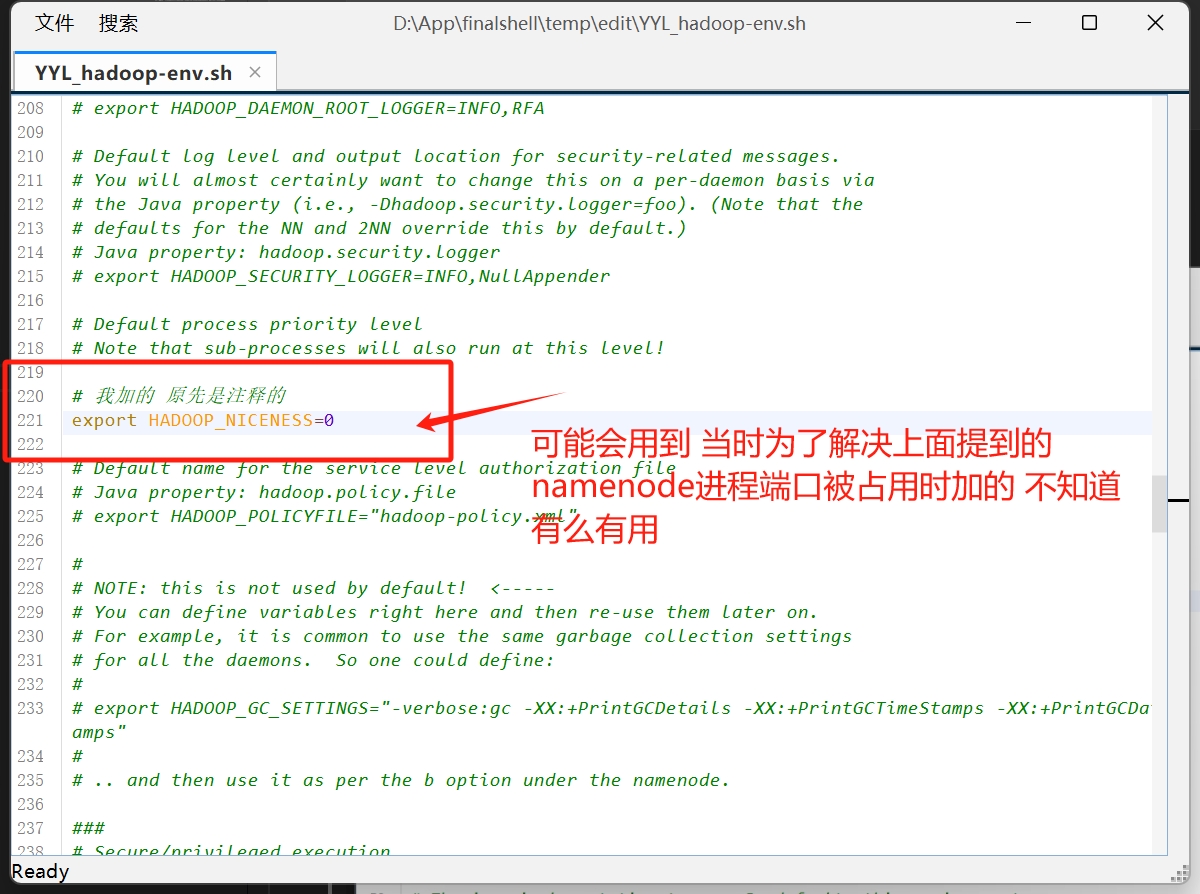 文件 搜索 D:\App\finalshell\temp\edit\YYL_hadoop-env.sh
YYL_hadoop-env.sh ×
208 # export HADOOP_DAEMON_ROOT_LOGGER=INFO,RFA
209
210 # Default log level and output location for security-related messages.
211 # You will almost certainly want to change this on a per-daemon basis via
212 # the Java property (i.e., -Dhadoop.security.logger=foo). (Note that the
213 # defaults for the NN and 2NN override this by default.)
214 # Java property: hadoop.security.logger
215 # export HADOOP_SECURITY_LOGGER=INFO,NullAppender
216
217 # Default process priority level
218 # Note that sub-processes will also run at this level!
219
220 # 我加的 原先是注释的
221 export HADOOP_NICENESS=0
222
可能会用到 当时为了解决上面提到的
namenode进程端口被占用时加的 不知道
有么有用
223 # Default name for the service level authorization file
224 # Java property: hadoop.policy.file
225 # export HADOOP_POLICYFILE="hadoop-policy.xml"
226
227 #
228 # NOTE: this is not used by default! <-----
229 # You can define variables right here and then re-use them later on.
230 # For example, it is common to use the same garbage collection settings
231 # for all the daemons. So one could define:
232 #
233 # export HADOOP_GC_SETTINGS="-verbose:gc -XX:+PrintGCDetails -XX:+PrintGCTimeStamps -XX:+PrintGCDa
amps"
234 #
235 # .. and then use it as per the b option under the namenode.
236
237 ###
238 # Secure/privileged execution
Ready